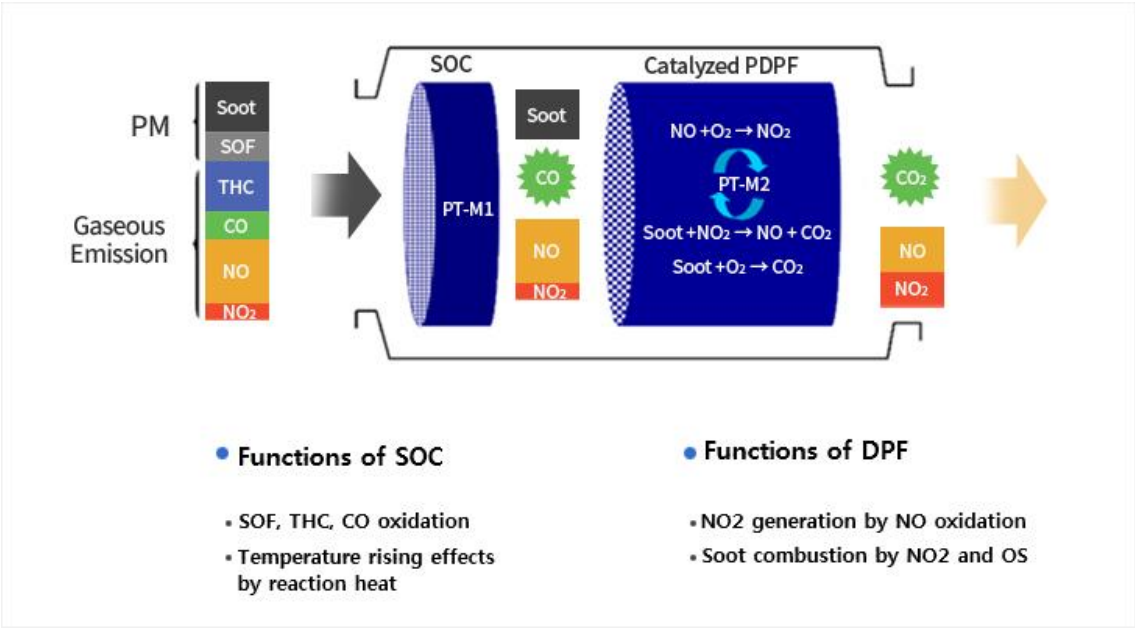 SOC
Catalyzed PDPF
PM
Soot
SOF
THC
CO
NO
NO₂
Gaseous
Emission
PT-M1
Soot
CO
NO
NO₂
NO +O₂ → NO₂
PT-M2
Soot +NO₂ → NO + CO₂
Soot +O₂ → CO₂
CO₂
NO
NO₂
• Functions of SOC
• SOF, THC, CO oxidation
• Temperature rising effects
by reaction heat
• Functions of DPF
• NO2 generation by NO oxidation
• Soot combustion by NO2 and OS